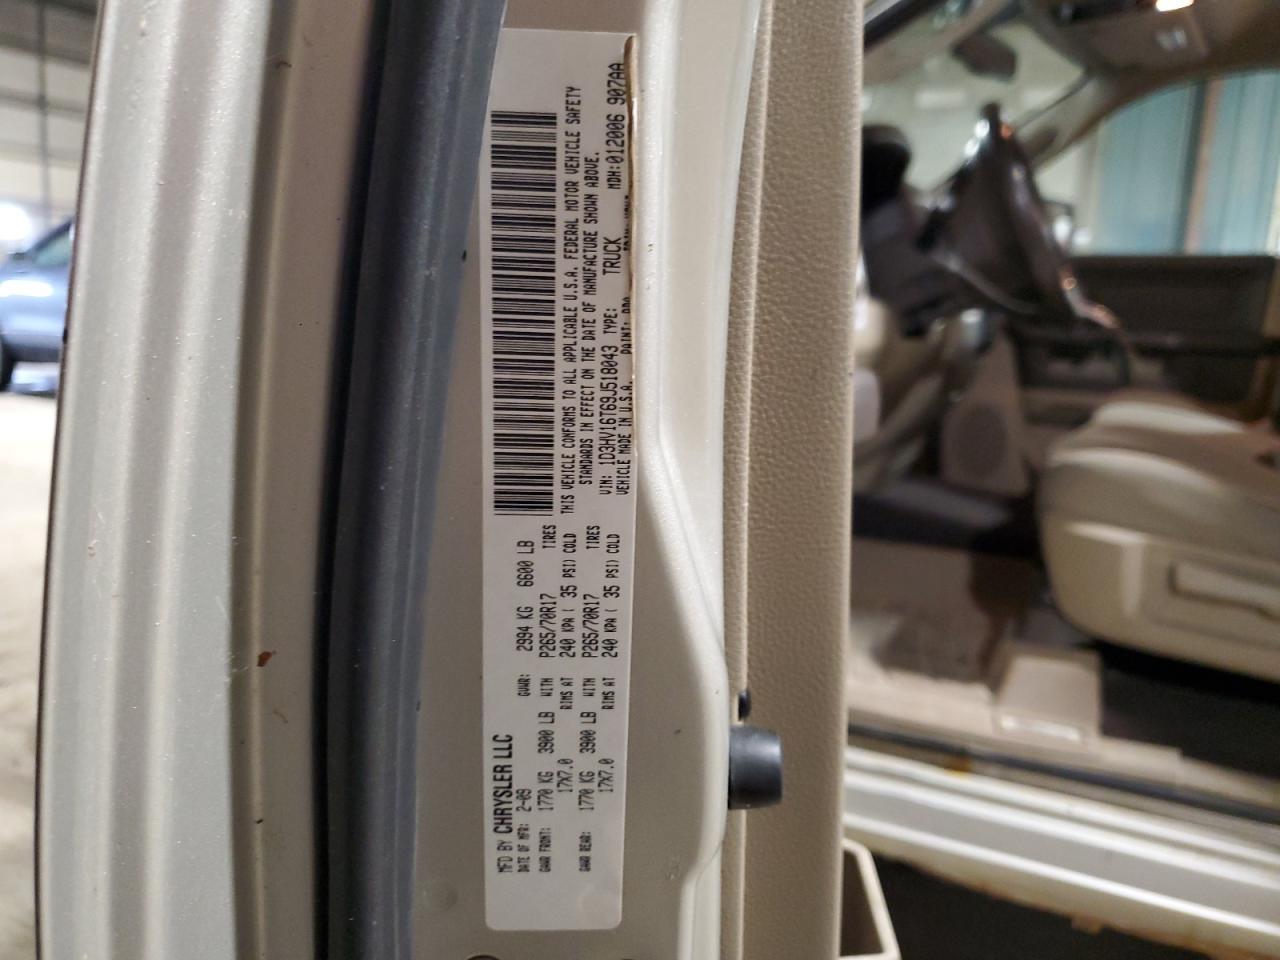 MFD BY CHRYSLER LLC
DATE OF MFR: 2-09 GVWR: 2994 KG 6600 LB
GAWR FRONT: 1770 KG 3900 LB WITH P265/70R17 TIRES
17X7.0 RIMS AT 240 KPA ( 35 PSI) COLD
GAWR REAR: 1770 KG 3900 LB WITH P265/70R17 TIRES
17X7.0 RIMS AT 240 KPA ( 35 PSI) COLD
THIS VEHICLE CONFORMS TO ALL APPLICABLE U.S.A. FEDERAL MOTOR VEHICLE SAFETY
STANDARDS IN EFFECT ON THE DATE OF MANUFACTURE SHOWN ABOVE.
VIN: 1D3HV16T69J518043 TYPE: TRUCK MDH:012006 907AA
VEHICLE MADE IN U.S.A. PAINT: